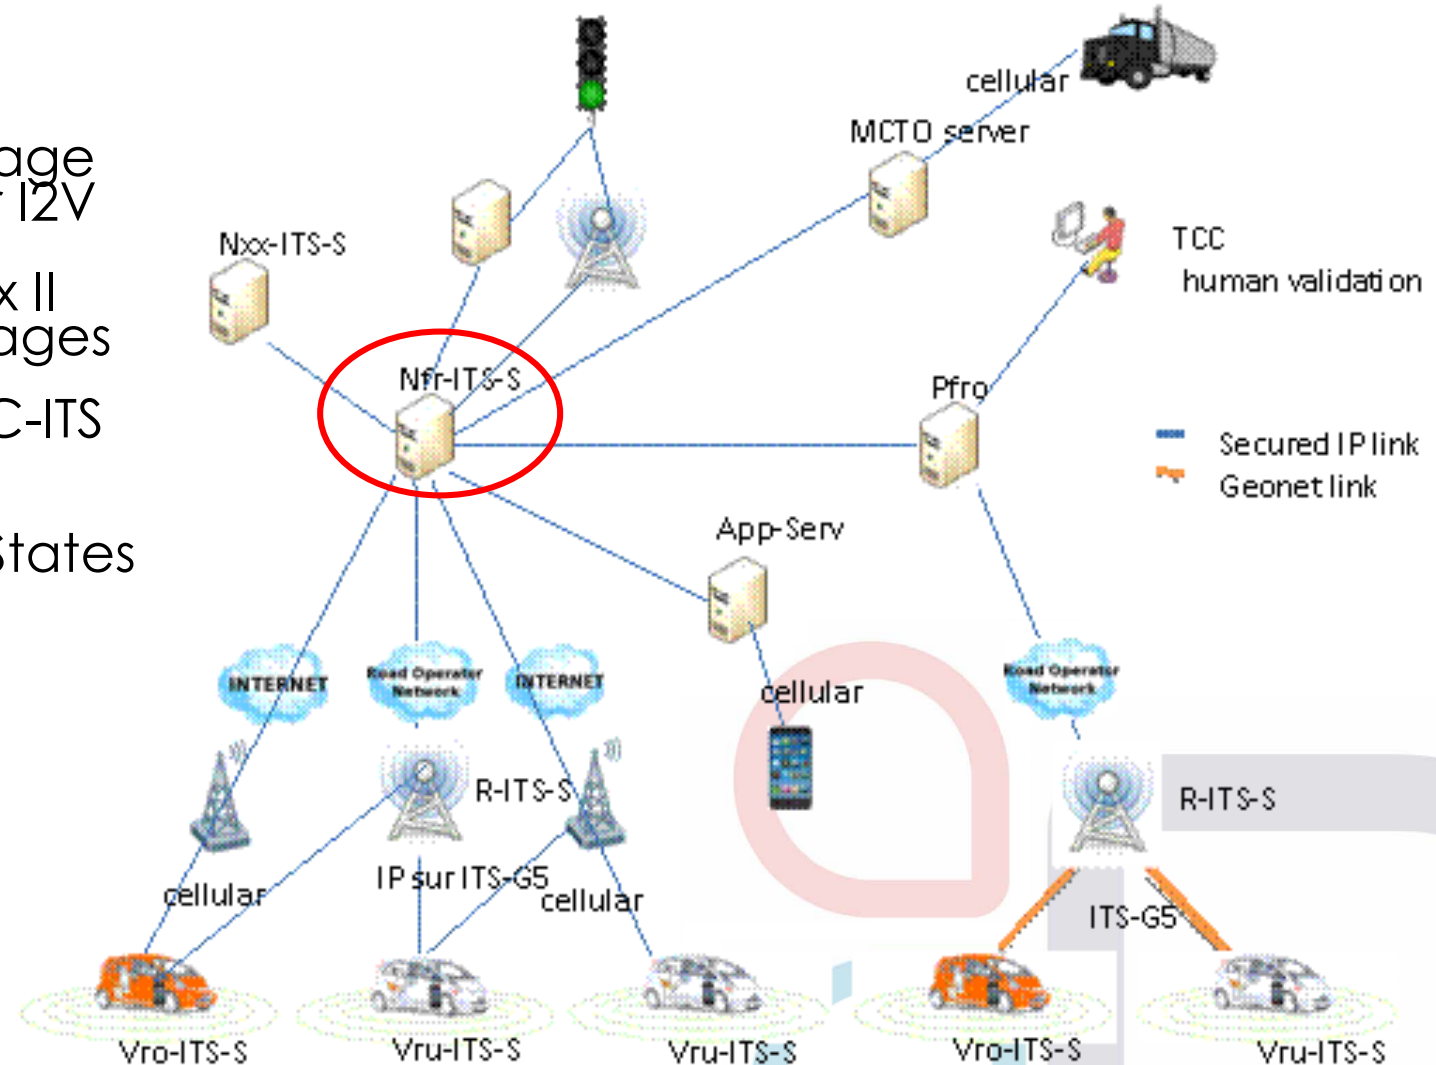 age
r I2V
x II
ages
C-ITS
States
cellular
MCTO server
Nxx-ITS-S
TCC
human validation
Nfr-ITS-S
Pfro
Secured IP link
Geonet link
App-Serv
INTERNET
Road Operator
Network
INTERNET
Road Operator
Network
cellular
R-ITS-S
R-ITS-S
IP sur ITS-G5
cellular
cellular
ITS-G5
Vro-ITS-S
Vru-ITS-S
Vru-ITS-S
Vro-ITS-S
Vru-ITS-S